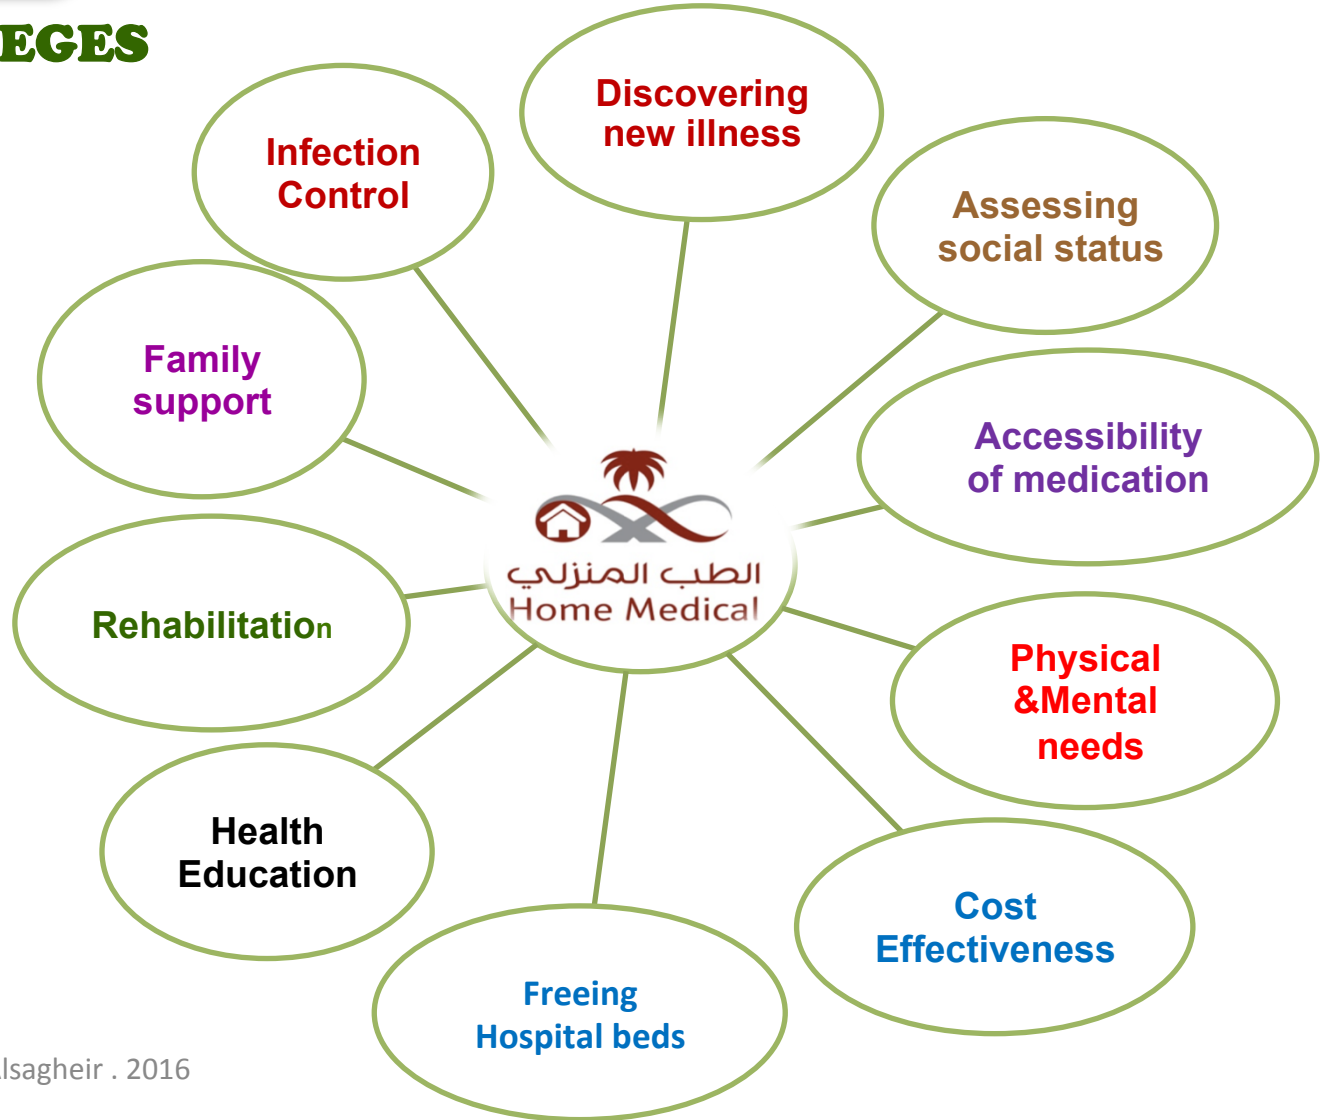 EGES
Discovering
new illness
Infection
Control
Assessing
social status
Family
support
Accessibility
of medication
الطب المنزلي
Home Medical
Rehabilitation
Physical
&Mental
needs
Health
Education
Cost
Effectiveness
Freeing
Hospital beds
lsagheir . 2016